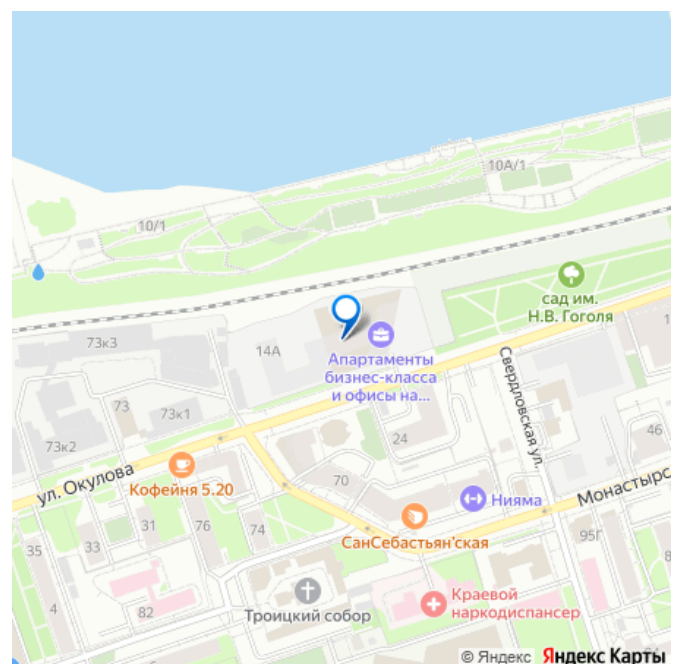 10А/1
10/1
сад им.
Н.В. Гоголя
73к3
14А
Апартаменты
бизнес-класса
и офисы на...
Свердловская ул.
73
73к1
24
73к2
46
ул. Окулова
Кофейня 5.20
70
Нияма
Монастырс
31
76
74
СанСебастьян'ская
95Г
35
33
4
82
Троицкий собор
Краевой
наркодиспансер
8
© Яндекс Яндекс Карты